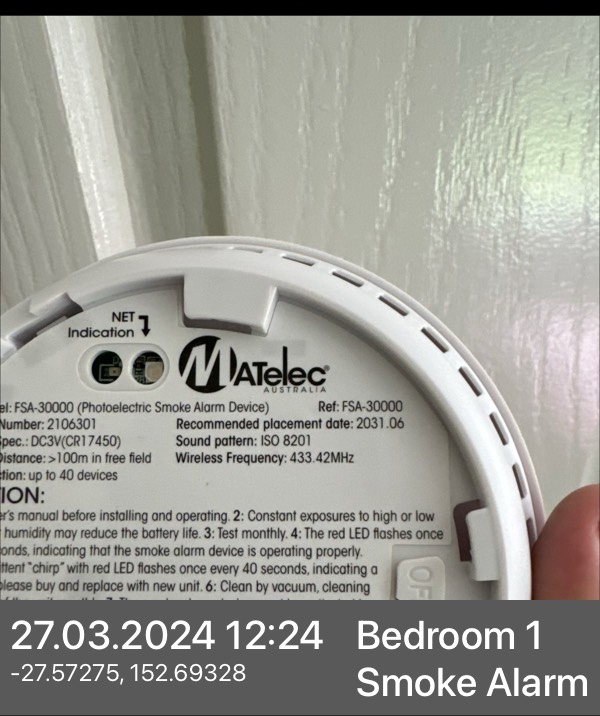 NET
Indication
MATelec
AUSTRALIA
el: FSA-30000 (Photoelectric Smoke Alarm Device) Ref: FSA-30000
Number: 2106301 Recommended placement date: 2031.06
Spec.: DC3V(CR17450) Sound pattern: ISO 8201
Distance: >100m in free field Wireless Frequency: 433.42MHz
tion: up to 40 devices
ION:
er's manual before installing and operating. 2: Constant exposures to high or low
humidity may reduce the battery life. 3: Test monthly. 4: The red LED flashes once
onds, indicating that the smoke alarm device is operating properly.
ttent "chirp" with red LED flashes once every 40 seconds, indicating a
please buy and replace with new unit. 6: Clean by vacuum, cleaning
OF
27.03.2024 12:24 Bedroom 1
-27.57275, 152.69328 Smoke Alarm